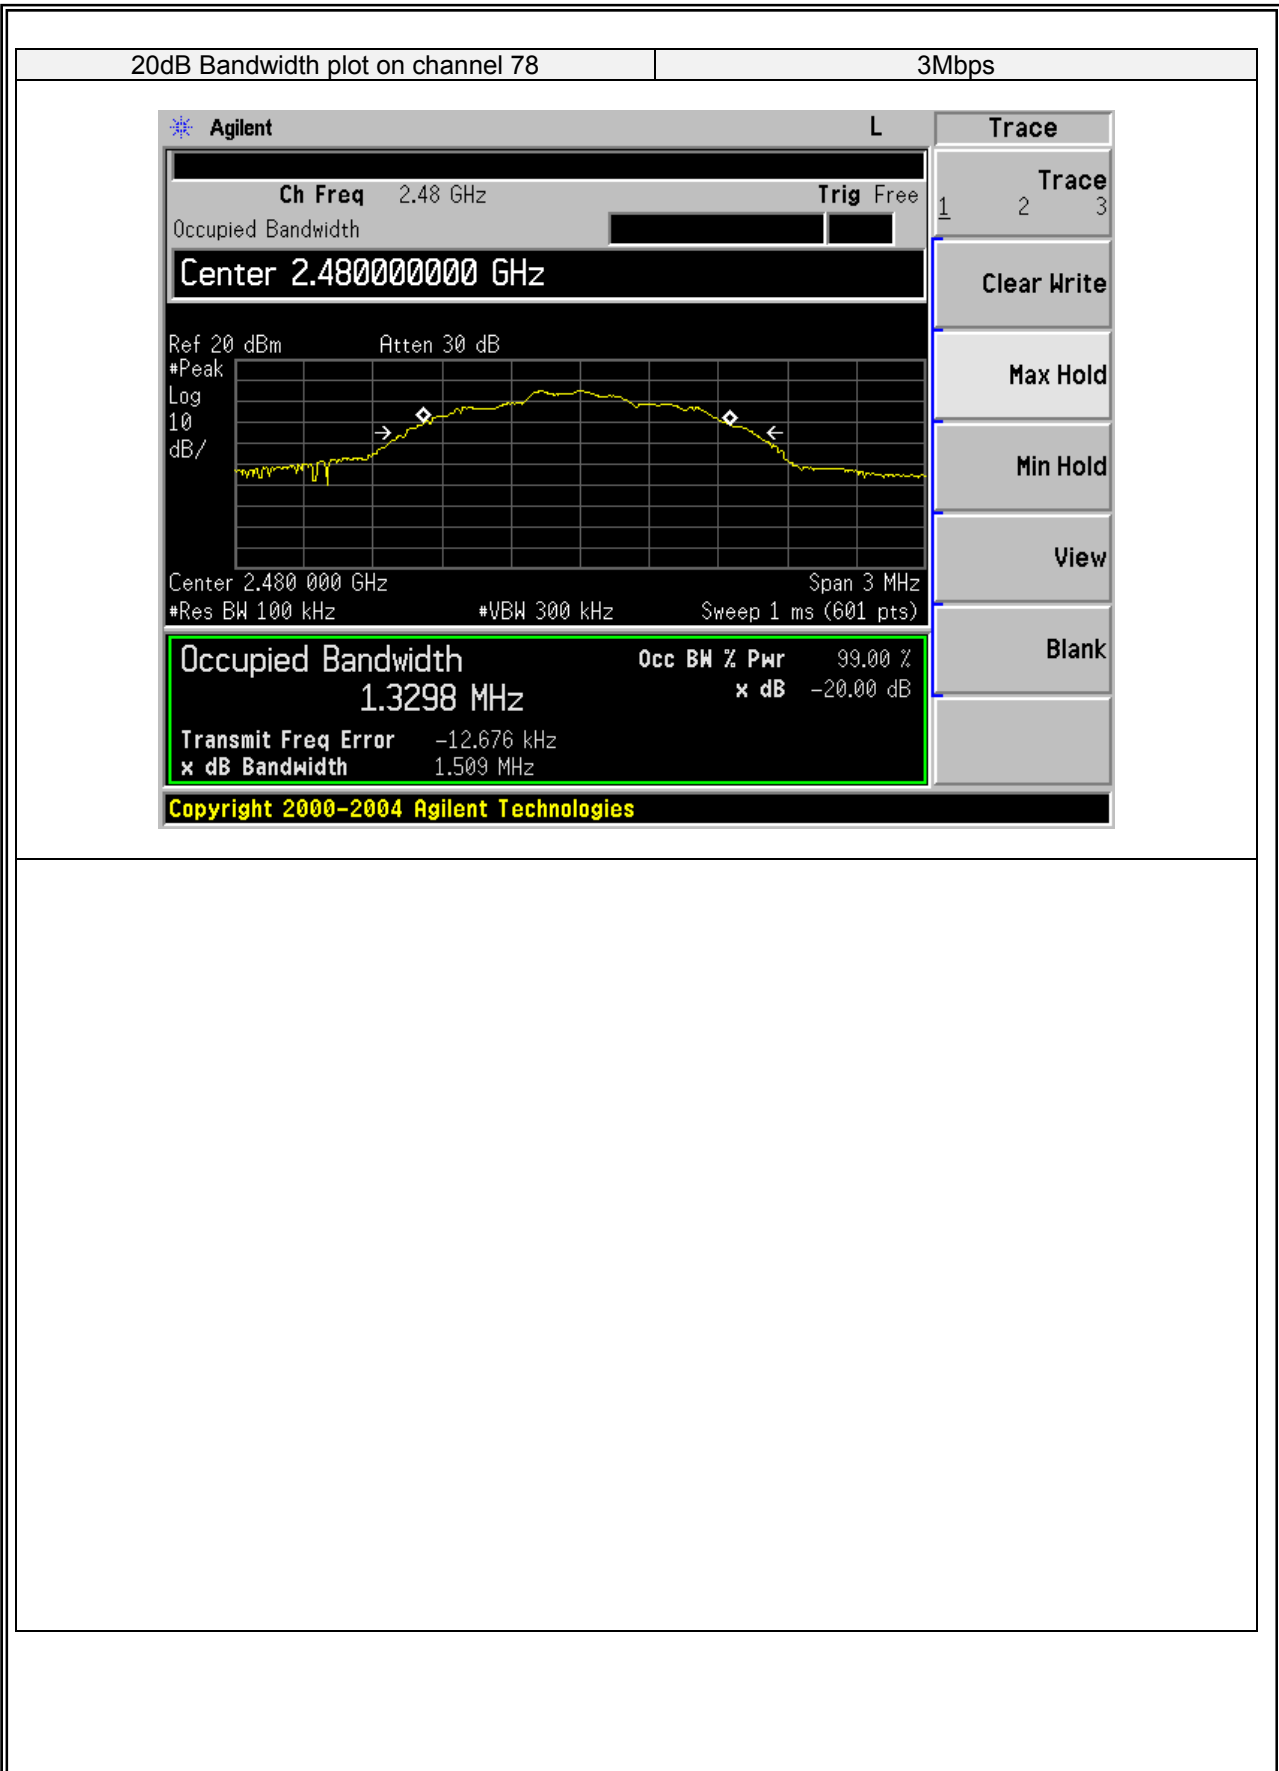 20dB Bandwidth plot on channel 78 3Mbps
Agilent L Trace
Ch Freq 2.48 GHz Trig Free
Occupied Bandwidth
Trace
1 2 3
Center 2.480000000 GHz
Clear Write
Ref 20 dBm Atten 30 dB
#Peak
Log
10
dB/
Max Hold
Min Hold
View
Center 2.480 000 GHz Span 3 MHz
#Res BW 100 kHz #VBW 300 kHz Sweep 1 ms (601 pts)
Blank
Occupied Bandwidth Occ BW % Pwr 99.00 %
1.3298 MHz x dB -20.00 dB
Transmit Freq Error -12.676 kHz
x dB Bandwidth 1.509 MHz
Copyright 2000-2004 Agilent Technologies